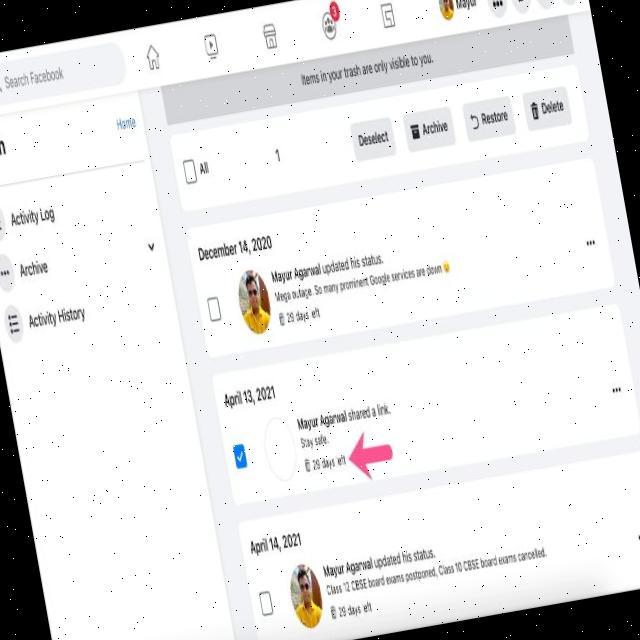 Search Facebook
3
Mayur
Items in your trash are only visible to you.
Home
All
1
Deselect
Archive
Restore
Delete
Activity Log
Archive
Activity History
December 14, 2020
Mayur Agarwal updated his status.
Mega outage. So many prominent Google services are down 😉
29 days left
April 13, 2021
Mayur Agarwal shared a link.
Stay safe.
29 days left
April 14, 2021
Mayur Agarwal updated his status.
Class 12 CBSE board exams postponed, Class 10 CBSE board exams cancelled.
29 days left